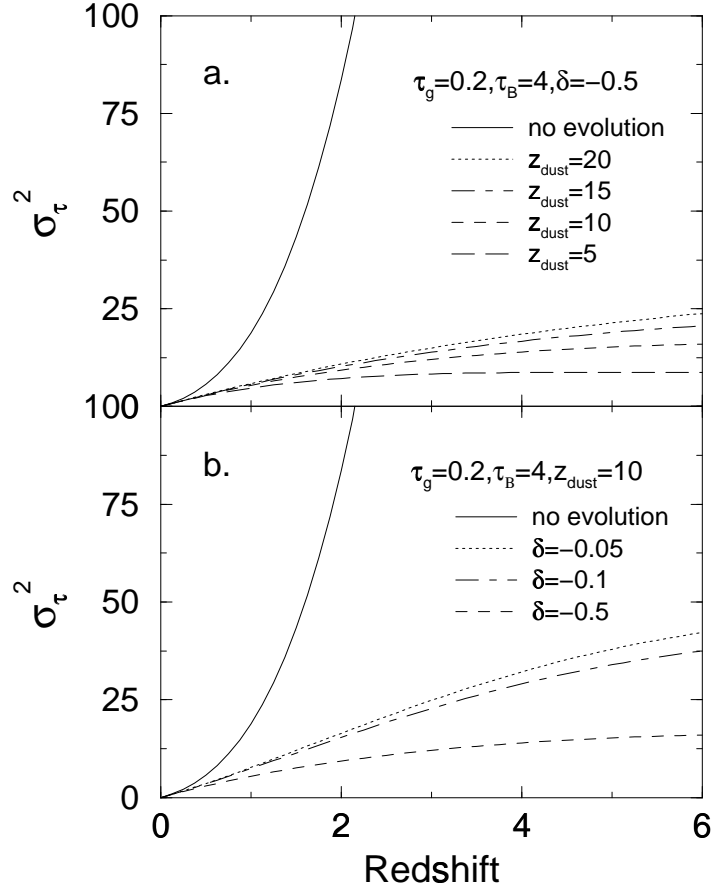 100
a.
τg=0.2,τB=4,δ=−0.5
75
no evolution
zdust=20
zdust=15
zdust=10
zdust=5
στ²
50
25
100
b.
τg=0.2,τB=4,zdust=10
75
no evolution
δ=−0.05
δ=−0.1
δ=−0.5
στ²
50
25
0
0 2 4 6
Redshift